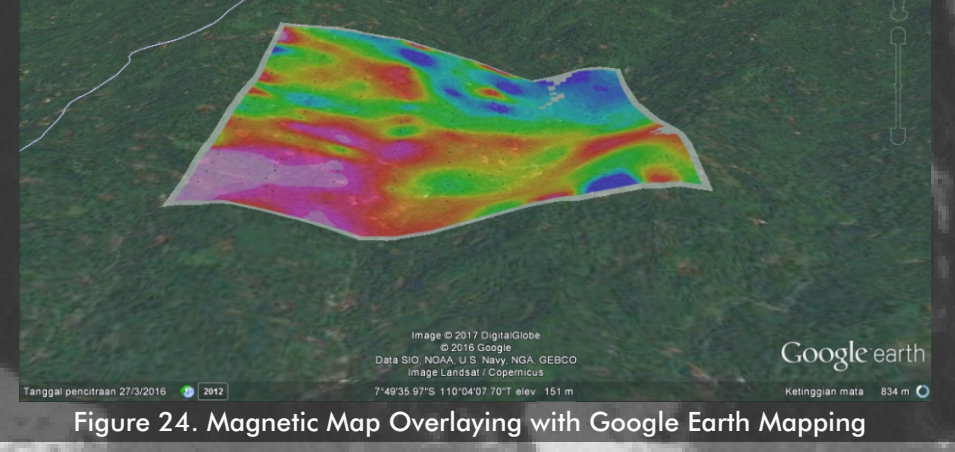 Image © 2017 DigitalGlobe
© 2016 Google
Data SIO, NOAA, U.S. Navy, NGA, GEBCO
Image Landsat / Copernicus
Google earth
Tanggal pencitraan 27/3/2016 2012 7°49'35.97"S 110°04'07.70"T elev 151 m Ketinggian mata 834 m
Figure 24. Magnetic Map Overlaying with Google Earth Mapping